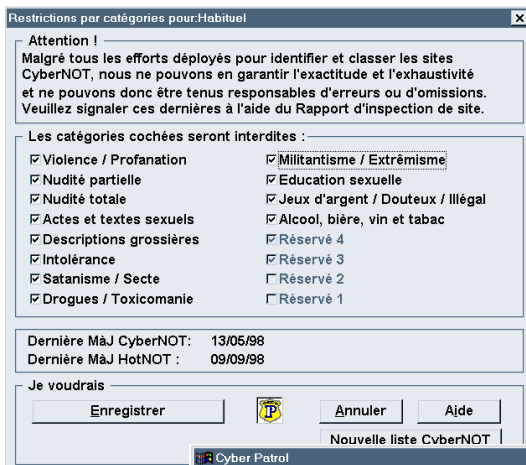 Restrictions par catégories pour:Habituel
Attention !
Malgré tous les efforts déployés pour identifier et classer les sites
CyberNOT, nous ne pouvons en garantir l'exactitude et l'exhaustivité
et ne pouvons donc être tenus responsables d'erreurs ou d'omissions.
Veuillez signaler ces dernières à l'aide du Rapport d'inspection de site.
Les catégories cochées seront interdites :
Violence / Profanation
Nudité partielle
Nudité totale
Actes et textes sexuels
Descriptions grossières
Intolérance
Satanisme / Secte
Drogues / Toxicomanie
Militantisme / Extrêmisme
Education sexuelle
Jeux d'argent / Douteux / Illégal
Alcool, bière, vin et tabac
Réservé 4
Réservé 3
Réservé 2
Réservé 1
Dernière MàJ CyberNOT: 13/05/98
Dernière MàJ HotNOT : 09/09/98
Je voudrais
Enregistrer
P
Annuler
Aide
Nouvelle liste CyberNOT
Cyber Patrol